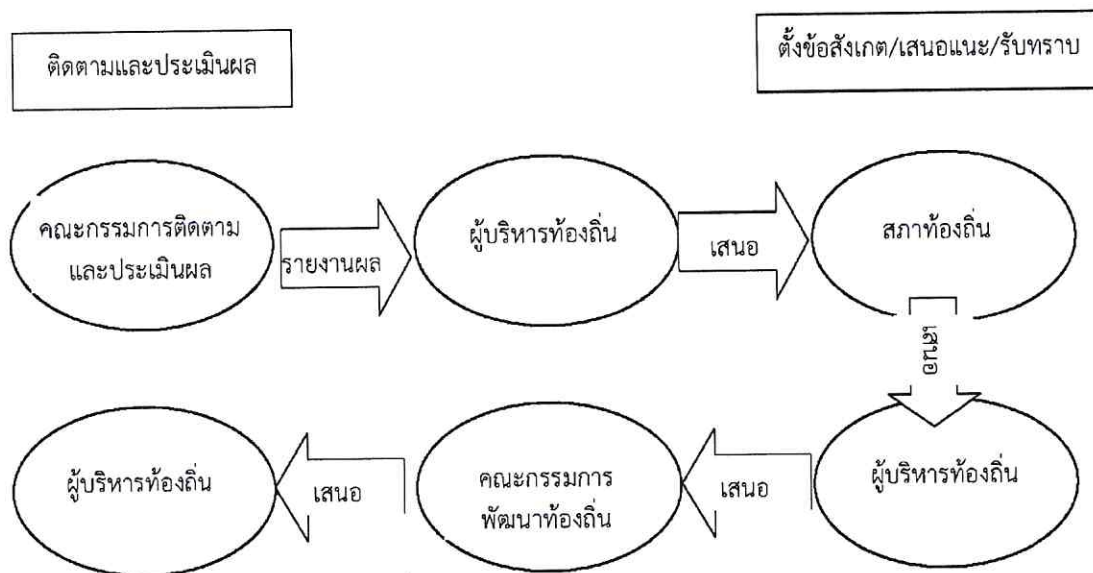 ติดตามและประเมินผล
ตั้งข้อสังเกต/เสนอแนะ/รับทราบ
คณะกรรมการติดตาม
และประเมินผล
รายงานผล
ผู้บริหารท้องถิ่น
เสนอ
สภาท้องถิ่น
เสนอ
ผู้บริหารท้องถิ่น
เสนอ
คณะกรรมการ
พัฒนาท้องถิ่น
เสนอ
ผู้บริหารท้องถิ่น